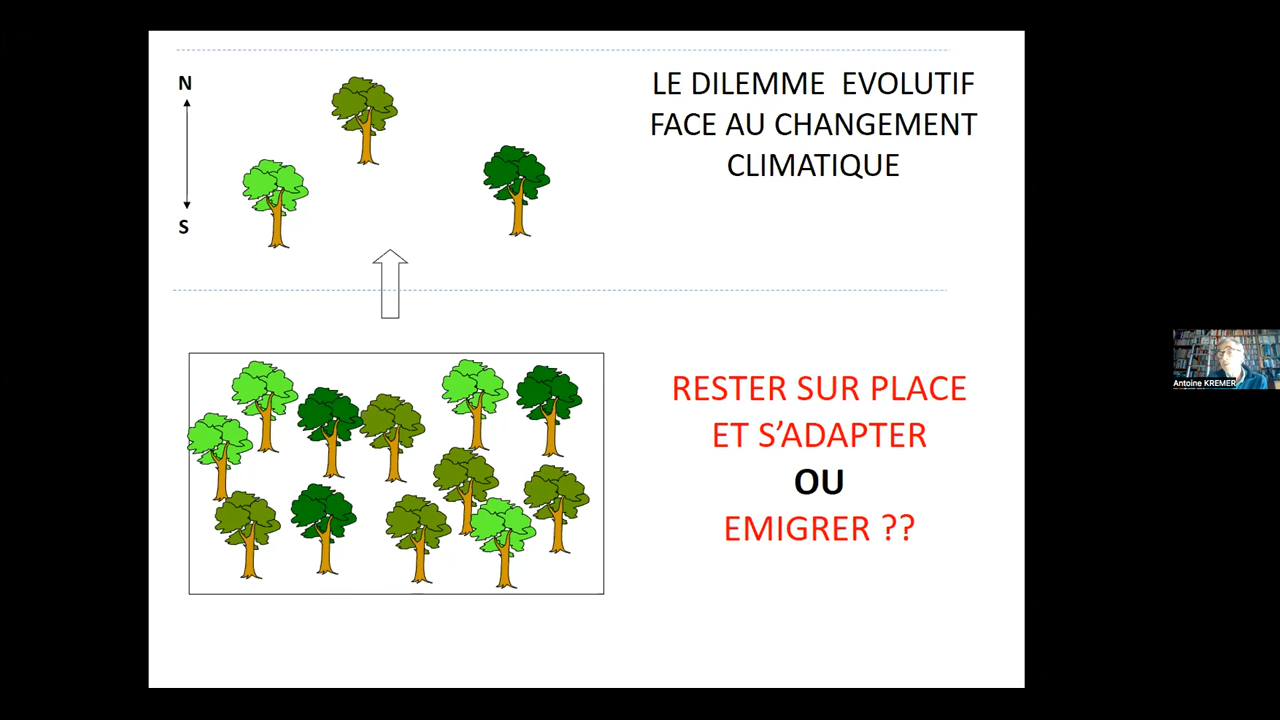 N
S
LE DILEMME EVOLUTIF
FACE AU CHANGEMENT
CLIMATIQUE
RESTER SUR PLACE
ET S’ADAPTER
OU
EMIGRER ??
Antoine KREMER